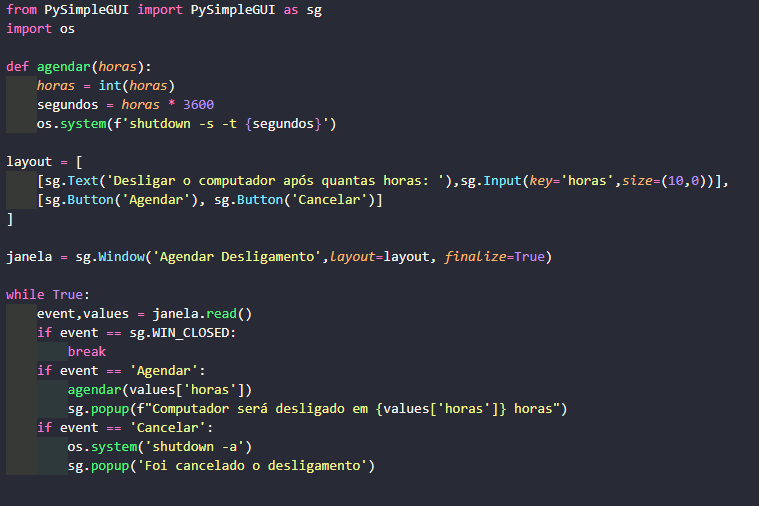 from PySimpleGUI import PySimpleGUI as sg
import os
def agendar(horas):
    horas = int(horas)
    segundos = horas * 3600
    os.system(f'shutdown -s -t {segundos}')
layout = [
    [sg.Text('Desligar o computador após quantas horas: '),sg.Input(key='horas',size=(10,0))],
    [sg.Button('Agendar'), sg.Button('Cancelar')]
]
janela = sg.Window('Agendar Desligamento',layout=layout, finalize=True)
while True:
    event,values = janela.read()
    if event == sg.WIN_CLOSED:
        break
    if event == 'Agendar':
        agendar(values['horas'])
        sg.popup(f"Computador será desligado em {values['horas']} horas")
    if event == 'Cancelar':
        os.system('shutdown -a')
        sg.popup('Foi cancelado o desligamento')